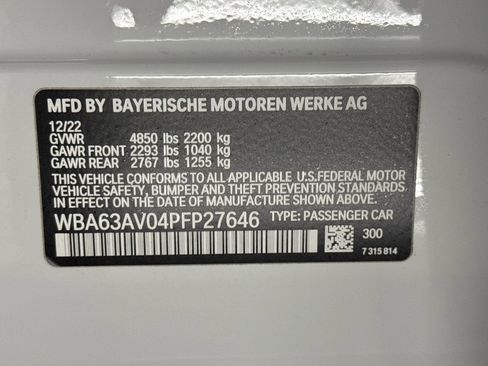 MFD BY BAYERISCHE MOTOREN WERKE AG
12/22
GVWR 4850 lbs 2200 kg
GAWR FRONT 2293 lbs 1040 kg
GAWR REAR 2767 lbs 1255 kg
THIS VEHICLE CONFORMS TO ALL APPLICABLE U.S.FEDERAL MOTOR
VEHICLE SAFETY, BUMPER AND THEFT PREVENTION STANDARDS
IN EFFECT ON THE DATE OF MANUFACTURE SHOWN ABOVE.
WBA63AV04PFP27646 TYPE: PASSENGER CAR
300
7 315 814